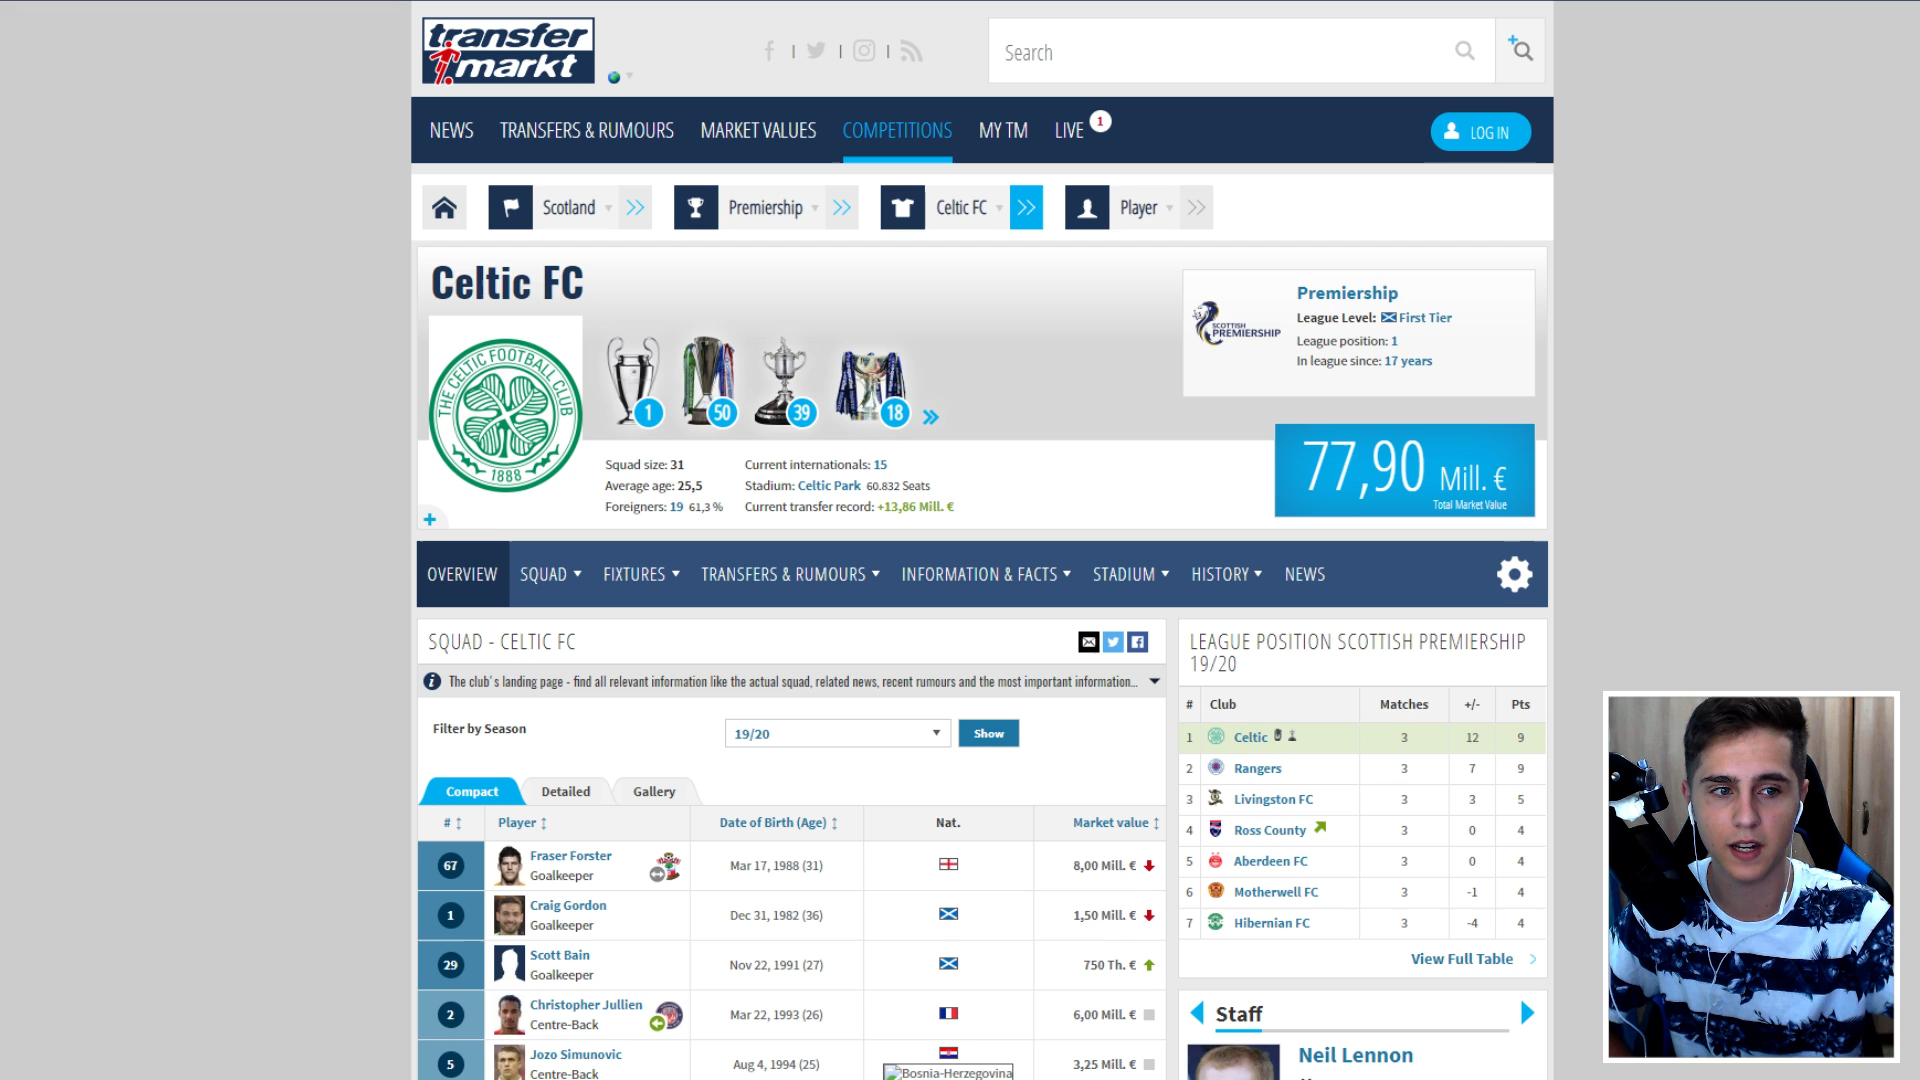 transfer
markt
Search
NEWS TRANSFERS & RUMOURS MARKET VALUES COMPETITIONS MY TM LIVE 1 LOG IN
Scotland Premiership Celtic FC Player
Celtic FC
THE CELTIC FOOTBALL CLUB
1888
1 50 39 18
SCOTTISH
PREMIERSHIP
Premiership
League Level: First Tier
League position: 1
In league since: 17 years
Squad size: 31
Average age: 25,5
Foreigners: 19 61,3 %
Current internationals: 15
Stadium: Celtic Park 60.832 Seats
Current transfer record: +13,86 Mill. €
77,90 Mill. €
Total Market Value
OVERVIEW SQUAD FIXTURES TRANSFERS & RUMOURS INFORMATION & FACTS STADIUM HISTORY NEWS
SQUAD - CELTIC FC
The club's landing page - find all relevant information like the actual squad, related news, recent rumours and the most important information...
Filter by Season 19/20 Show
Compact Detailed Gallery
# Player Date of Birth (Age) Nat. Market value
67 Fraser Forster Mar 17, 1988 (31) 8,00 Mill. €
Goalkeeper
1 Craig Gordon Dec 31, 1982 (36) 1,50 Mill. €
Goalkeeper
29 Scott Bain Nov 22, 1991 (27) 750 Th. €
Goalkeeper
2 Christopher Jullien Mar 22, 1993 (26) 6,00 Mill. €
Centre-Back
5 Jozo Simunovic Aug 4, 1994 (25) 3,25 Mill. €
Centre-Back Bosnia-Herzegovina
LEAGUE POSITION SCOTTISH PREMIERSHIP
19/20
# Club Matches +/- Pts
1 Celtic 3 12 9
2 Rangers 3 7 9
3 Livingston FC 3 3 5
4 Ross County 3 0 4
5 Aberdeen FC 3 0 4
6 Motherwell FC 3 -1 4
7 Hibernian FC 3 -4 4
View Full Table
Staff
Neil Lennon